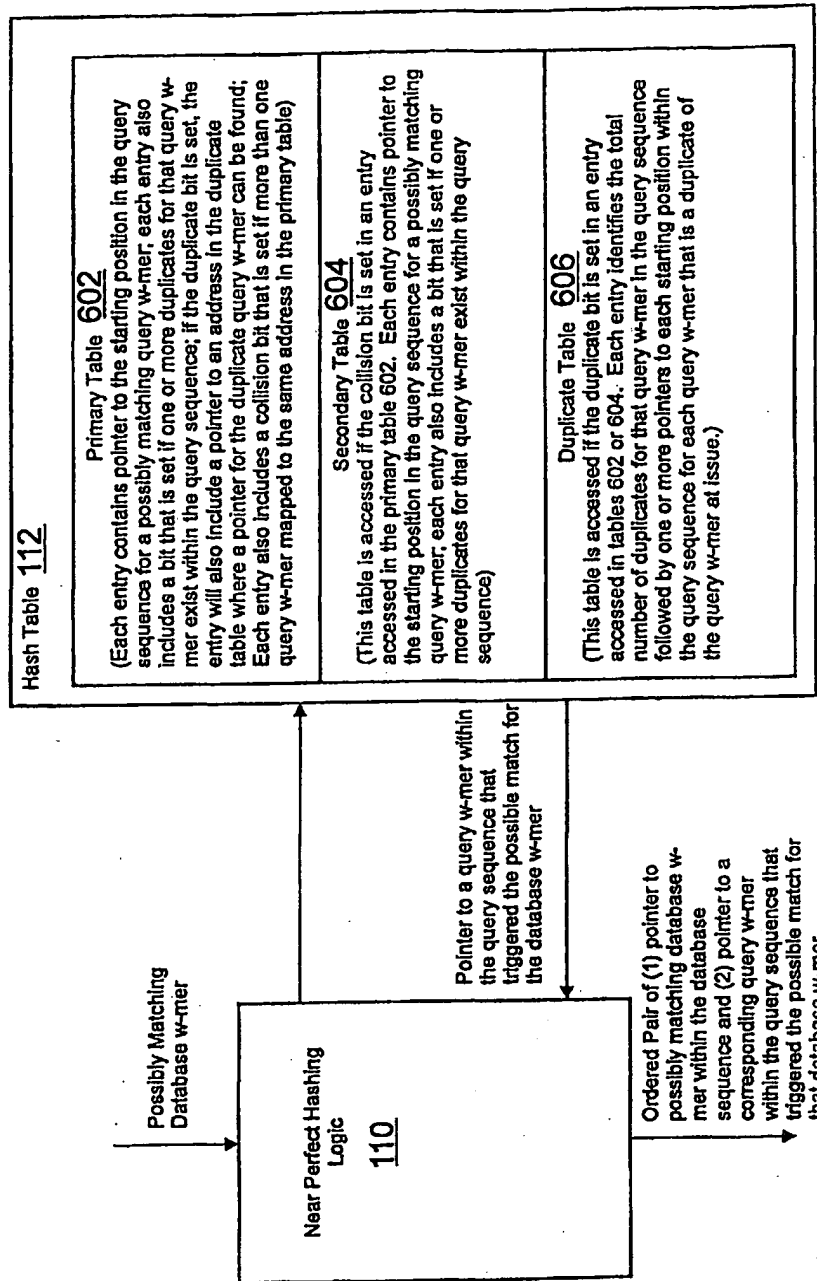 Hash Table 112
Primary Table 602
(Each entry contains pointer to the starting position in the query
sequence for a possibly matching query w-mer; each entry also
includes a bit that is set if one or more duplicates for that query w-
mer exist within the query sequence; if the duplicate bit is set, the
entry will also include a pointer to an address in the duplicate
table where a pointer for the duplicate query w-mer can be found;
Each entry also includes a collision bit that is set if more than one
query w-mer mapped to the same address in the primary table)
Secondary Table 604
(This table is accessed if the collision bit is set in an entry
accessed in the primary table 602. Each entry contains pointer to
the starting position in the query sequence for a possibly matching
query w-mer; each entry also includes a bit that is set if one or
more duplicates for that query w-mer exist within the query
sequence)
Duplicate Table 606
(This table is accessed if the duplicate bit is set in an entry
accessed in tables 602 or 604. Each entry identifies the total
number of duplicates for that query w-mer in the query sequence
followed by one or more pointers to each starting position within
the query sequence for each query w-mer that is a duplicate of
the query w-mer at issue.)
Pointer to a query w-mer within
the query sequence that
triggered the possible match for
the database w-mer
Possibly Matching
Database w-mer
Near Perfect Hashing
Logic
110
Ordered Pair of (1) pointer to
possibly matching database w-
mer within the database
sequence and (2) pointer to a
corresponding query w-mer
within the query sequence that
triggered the possible match for
that database w-mer